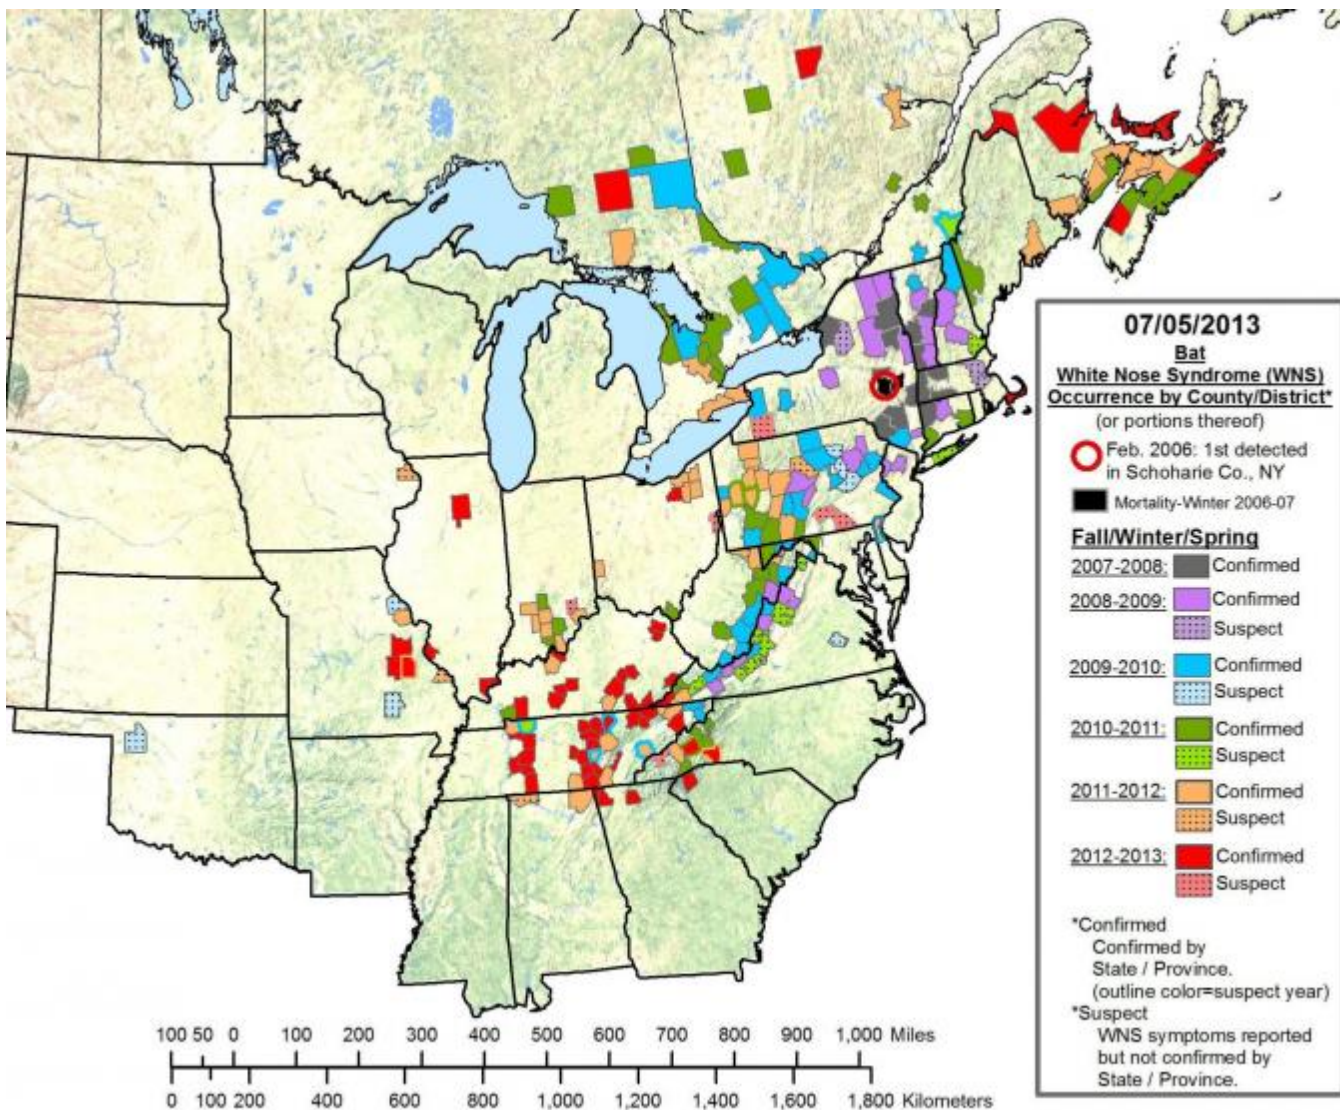 07/05/2013
Bat
White Nose Syndrome (WNS)
Occurrence by County/District*
(or portions thereof)
Feb. 2006: 1st detected
in Schoharie Co., NY
Mortality-Winter 2006-07
Fall/Winter/Spring
2007-2008: Confirmed
2008-2009: Confirmed
Suspect
2009-2010: Confirmed
Suspect
2010-2011: Confirmed
Suspect
2011-2012: Confirmed
Suspect
2012-2013: Confirmed
Suspect
*Confirmed
Confirmed by
State / Province.
(outline color=suspect year)
*Suspect
WNS symptoms reported
but not confirmed by
State / Province.
100 50 0 100 200 300 400 500 600 700 800 900 1,000 Miles
0 100 200 400 600 800 1,000 1,200 1,400 1,600 1,800 Kilometers